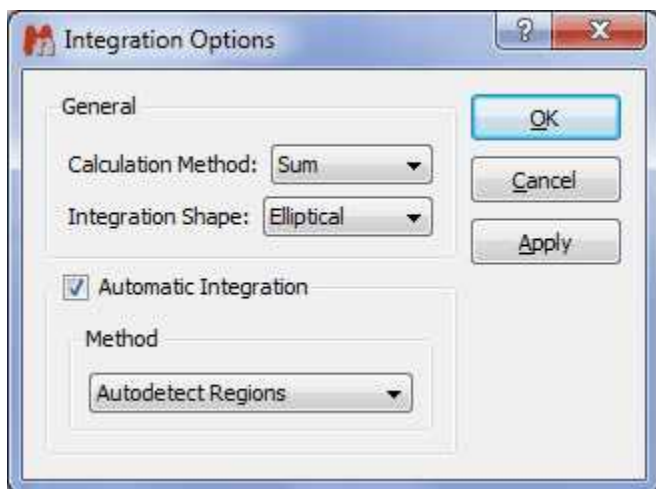 Integration Options
General
Calculation Method: Sum
Integration Shape: Elliptical
Automatic Integration
Method
Autodetect Regions
OK
Cancel
Apply